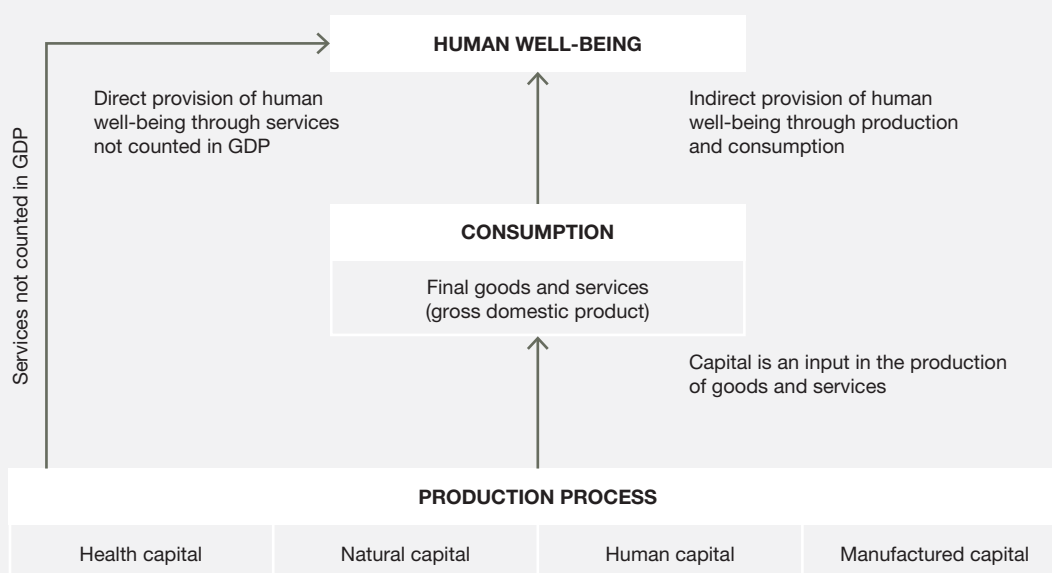 HUMAN WELL-BEING
Direct provision of human
well-being through services
not counted in GDP
Indirect provision of human
well-being through production
and consumption
Services not counted in GDP
CONSUMPTION
Final goods and services
(gross domestic product)
Capital is an input in the production
of goods and services
PRODUCTION PROCESS
Health capital
Natural capital
Human capital
Manufactured capital